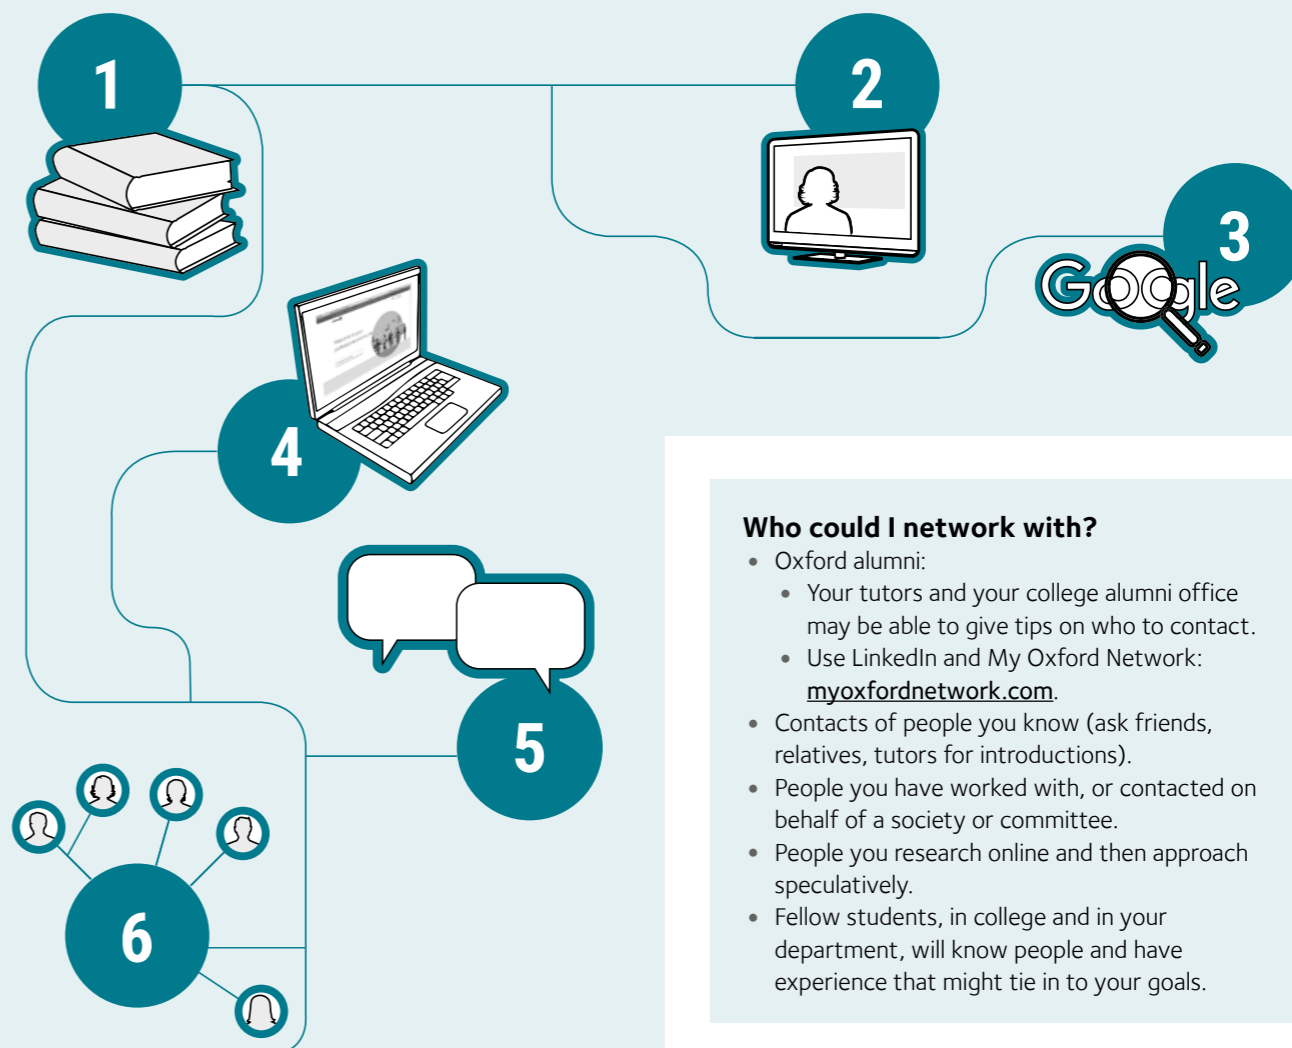 1
2
3
Google
4
5
6
Who could I network with?
• Oxford alumni:
• Your tutors and your college alumni office
may be able to give tips on who to contact.
• Use LinkedIn and My Oxford Network:
myoxfordnetwork.com.
• Contacts of people you know (ask friends,
relatives, tutors for introductions).
• People you have worked with, or contacted on
behalf of a society or committee.
• People you research online and then approach
speculatively.
• Fellow students, in college and in your
department, will know people and have
experience that might tie in to your goals.